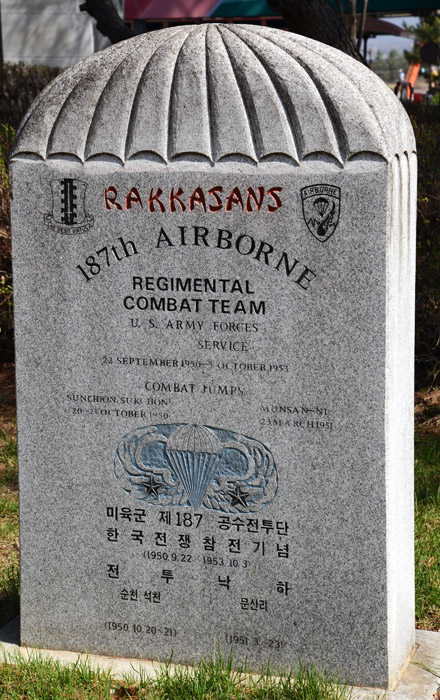 RAKKASANS
AIRBORNE
187th AIRBORNE
REGIMENTAL
COMBAT TEAM
U. S. ARMY FORCES
SERVICE
22 SEPTEMBER 1950-3 OCTOBER 1953
COMBAT JUMPS
SUNCHON, SUKCHON
20-21 OCTOBER 1950
MUNSAN-NI
23 MARCH 1951
미육군 제187 공수전투단
한국전쟁참전기념
(1950.9.22 1953.10.3)
전투낙하
순천 석천
문산리
(1950.10.20-21)
(1951.3.23)